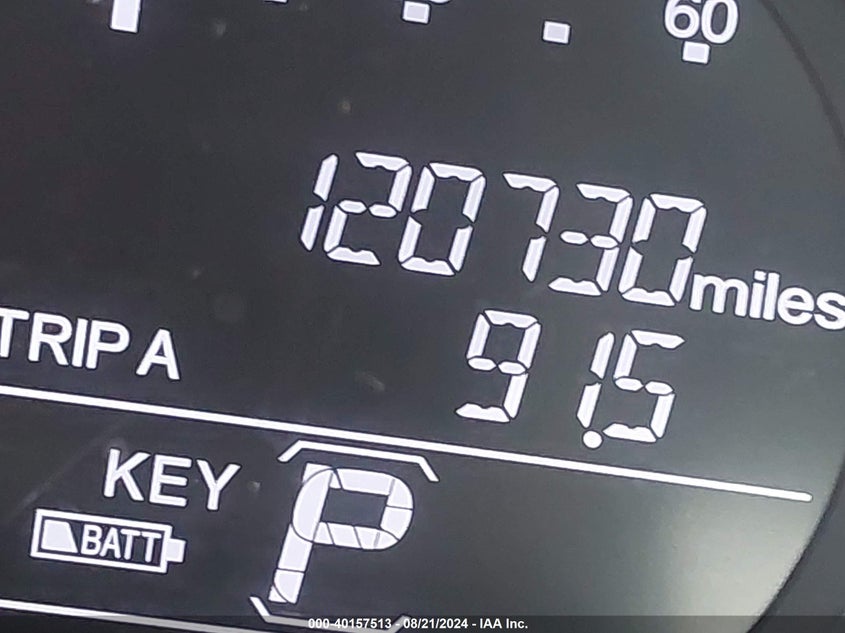 60
120730 miles
TRIP A 91.5
KEY P
BATT
000-40157513 - 08/21/2024 - IAA Inc.